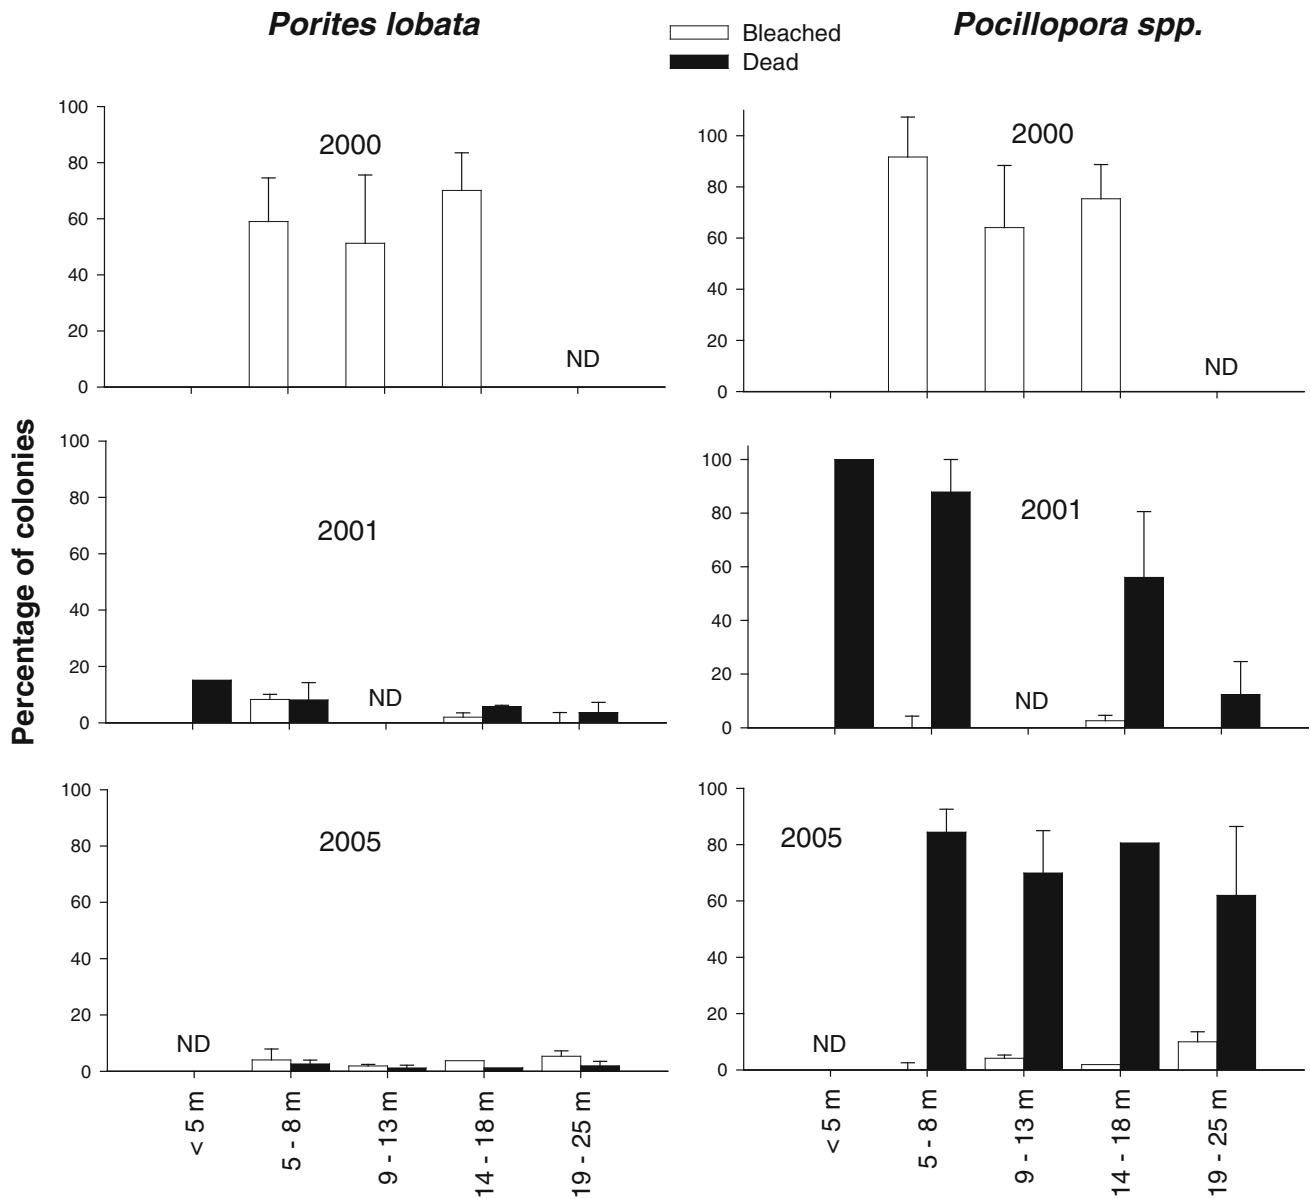 Porites lobata
Bleached
Dead
Pocillopora spp.
Percentage of colonies
2000
100
80
60
40
20
0
ND
2000
100
80
60
40
20
0
ND
2001
100
80
60
40
20
0
ND
2001
100
80
60
40
20
0
ND
2005
100
80
60
40
20
0
ND
< 5 m
5 - 8 m
9 - 13 m
14 - 18 m
19 - 25 m
2005
100
80
60
40
20
0
ND
< 5 m
5 - 8 m
9 - 13 m
14 - 18 m
19 - 25 m